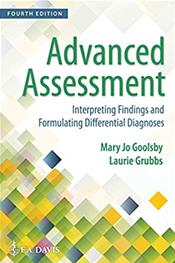 FOURTH EDITION
Advanced
Assessment
Interpreting Findings and
Formulating Differential Diagnoses
Mary Jo Goolsby
Laurie Grubbs
F.A. DAVIS